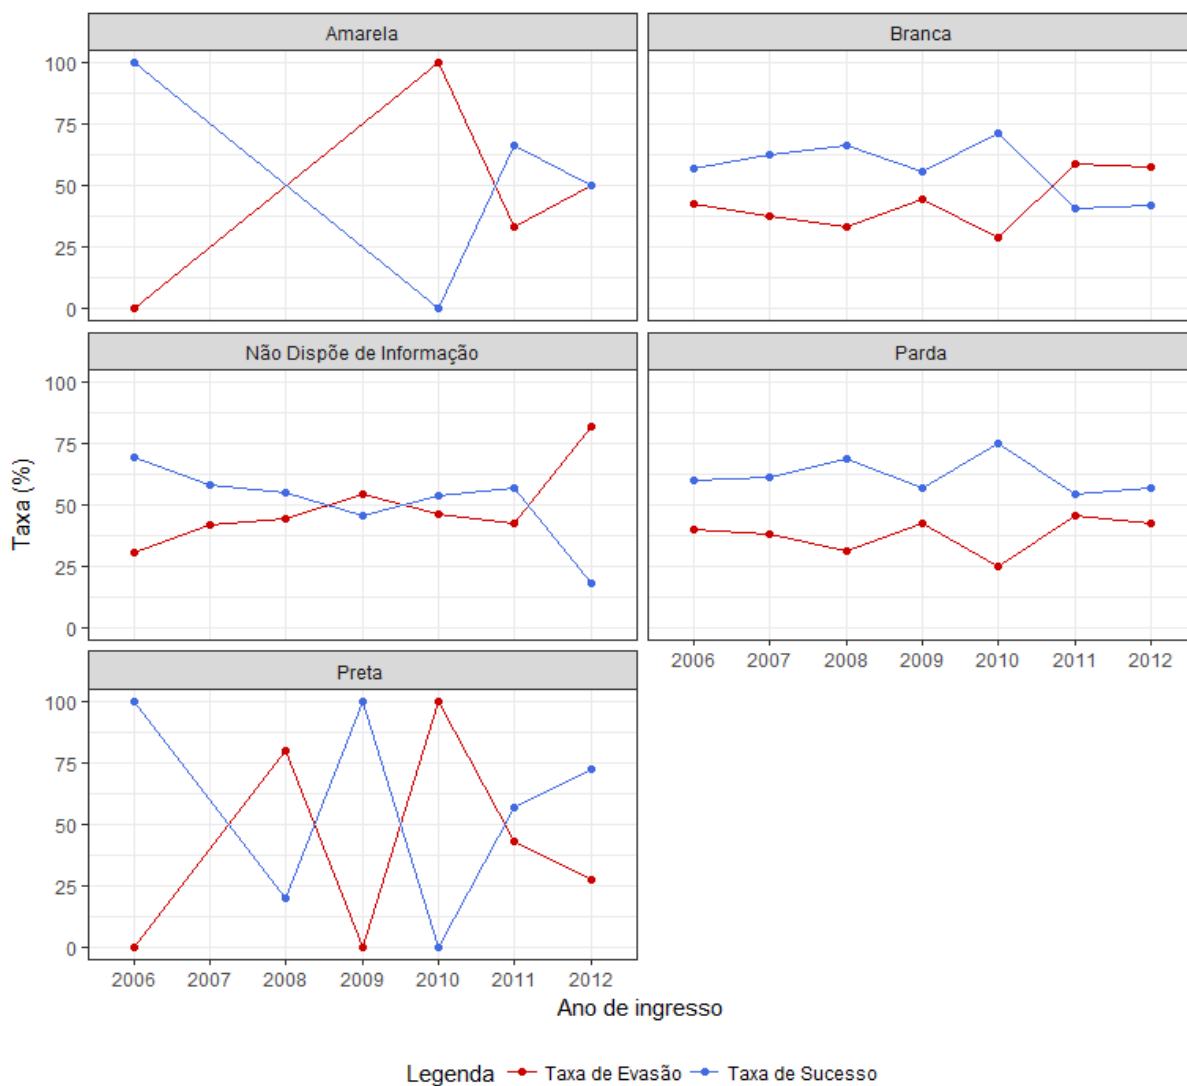 Amarela
Branca
100
75
50
25
0
Não Dispõe de Informação
Parda
100
75
50
25
0
Taxa (%)
2006 2007 2008 2009 2010 2011 2012
Preta
100
75
50
25
0
2006 2007 2008 2009 2010 2011 2012
Ano de ingresso
Legenda Taxa de Evasão Taxa de Sucesso